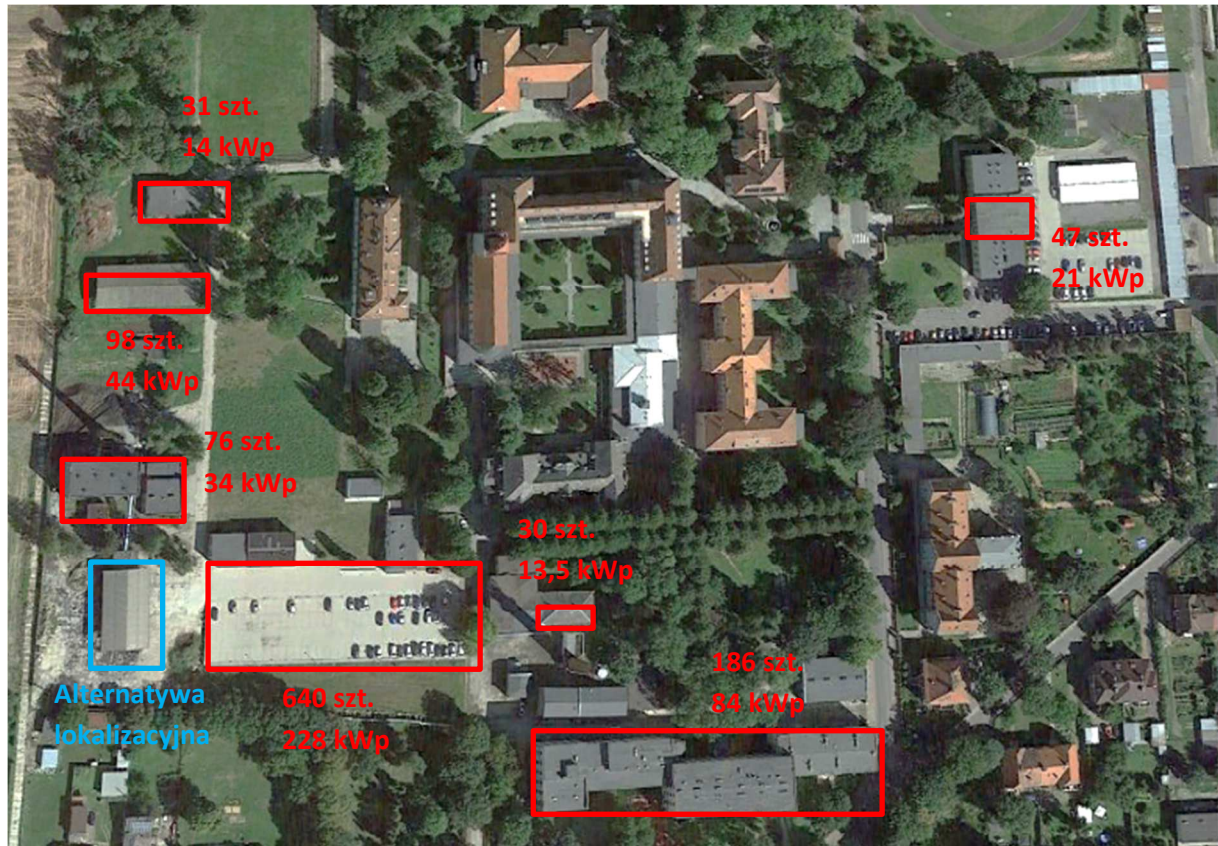 31 szt.
14 kWp
47 szt.
21 kWp
98 szt.
44 kWp
76 szt.
34 kWp
30 szt.
13,5 kWp
186 szt.
84 kWp
640 szt.
228 kWp
Alternatywa
lokalizacyjna